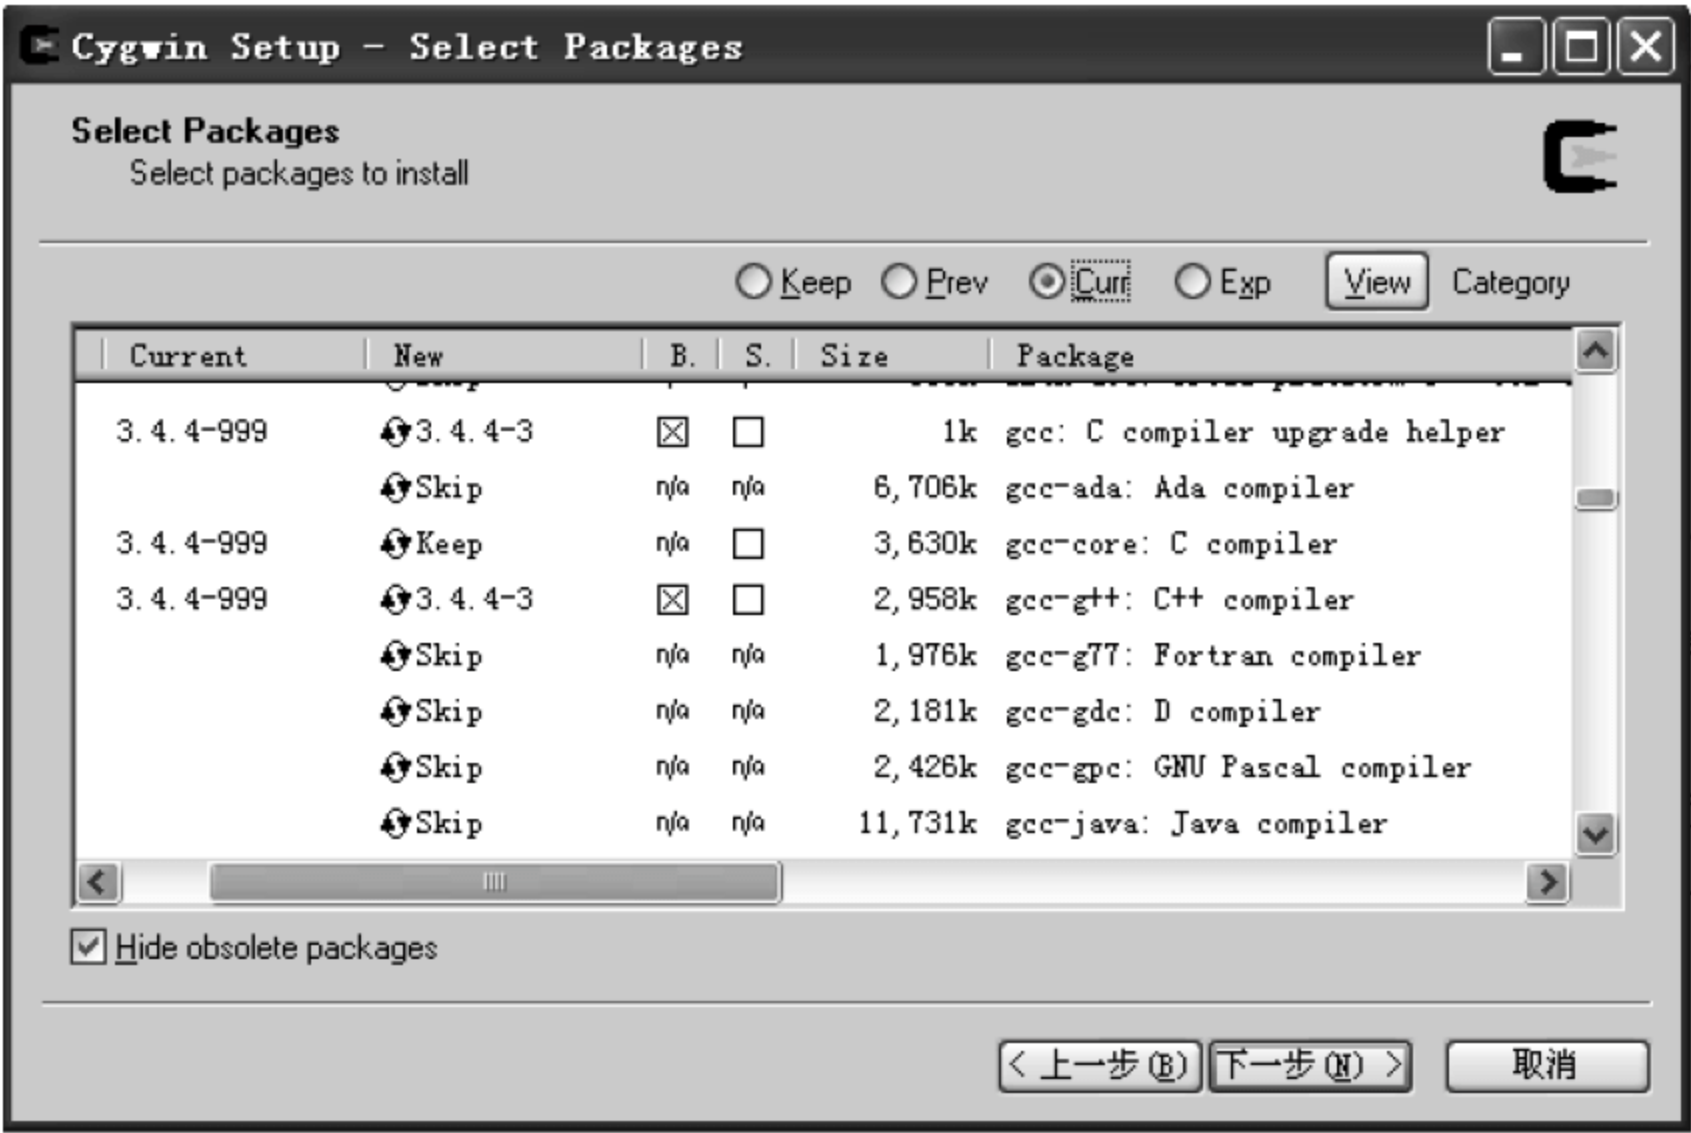 Cygwin Setup - Select Packages
Select Packages
Select packages to install
Keep Prev Curr Exp View Category
Current New B. S. Size Package
3.4.4-999 3.4.4-3 1k gcc: C compiler upgrade helper
Skip n/a n/a 6,706k gcc-ada: Ada compiler
3.4.4-999 Keep n/a 3,630k gcc-core: C compiler
3.4.4-999 3.4.4-3 2,958k gcc-g++: C++ compiler
Skip n/a n/a 1,976k gcc-g77: Fortran compiler
Skip n/a n/a 2,181k gcc-gdc: D compiler
Skip n/a n/a 2,426k gcc-gpc: GNU Pascal compiler
Skip n/a n/a 11,731k gcc-java: Java compiler
Hide obsolete packages
< 上一步(B) 下一步(N) > 取消